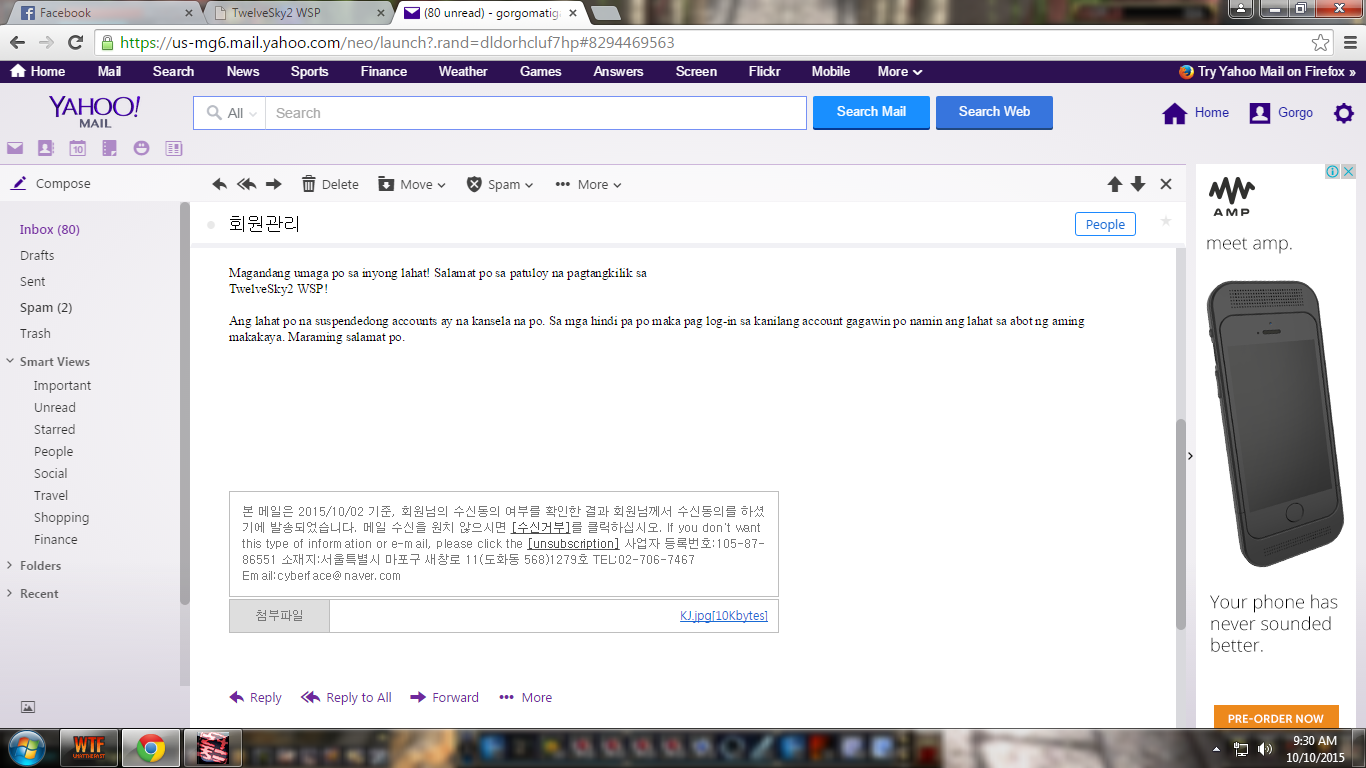 Facebook
TwelveSky2 WSP
(80 unread) - gorgomatig
https://us-mg6.mail.yahoo.com/neo/launch?.rand=dldorhcluf7hp#8294469563
Home Mail Search News Sports Finance Weather Games Answers Screen Flickr Mobile More Try Yahoo Mail on Firefox »
YAHOO!
MAIL
All Search Search Mail Search Web Home Gorgo
10
Compose
Delete Move Spam More
회원관리 People
Inbox (80)
Drafts
Sent
Spam (2)
Trash
Smart Views
Important
Unread
Starred
People
Social
Travel
Shopping
Finance
Folders
Recent
Magandang umaga po sa inyong lahat! Salamat po sa patuloy na pagtangkilik sa
TwelveSky2 WSP!
Ang lahat po na suspendedong accounts ay na kansela na po. Sa mga hindi pa po maka pag log-in sa kanilang account gagawin po namin ang lahat sa abot ng aming
makakaya. Maraming salamat po.
본 메일은 2015/10/02 기준, 회원님의 수신동의 여부를 확인한 결과 회원님께서 수신동의를 하셨
기에 발송되었습니다. 메일 수신을 원치 않으시면 [수신거부]를 클릭하십시오. If you don't want
this type of information or e-mail, please click the [unsubscription] 사업자 등록번호:105-87-
86551 소재지:서울특별시 마포구 새창로 11(도화동 568)1279호 TEL:02-706-7467
Email:cyberface@naver.com
첨부파일 KJ.jpg[10Kbytes]
Reply Reply to All Forward More
AMP
meet amp.
Your phone has
never sounded
better.
PRE-ORDER NOW
WTF
9:30 AM
10/10/2015